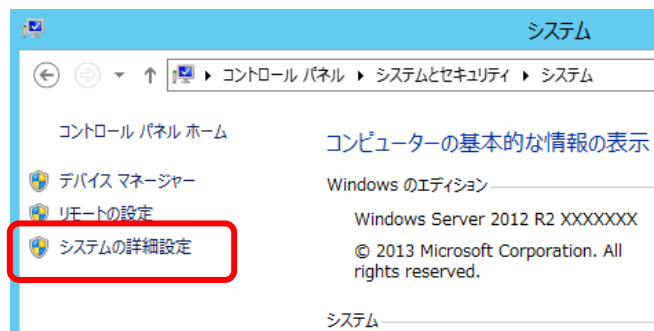 システム
コントロール パネル ▸ システムとセキュリティ ▸ システム
コントロール パネル ホーム
デバイス マネージャー
リモートの設定
システムの詳細設定
コンピューターの基本的な情報の表示
Windows のエディション
Windows Server 2012 R2 XXXXXXX
© 2013 Microsoft Corporation. All
rights reserved.
システム